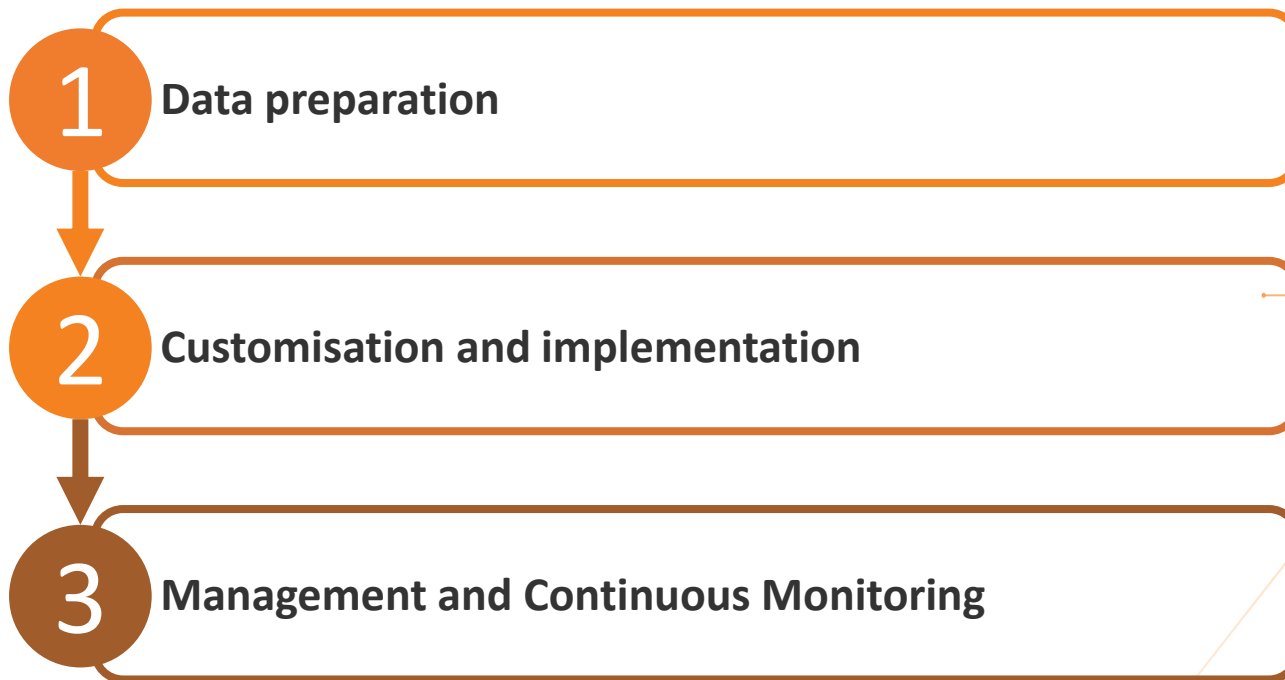 1
Data preparation
2
Customisation and implementation
3
Management and Continuous Monitoring